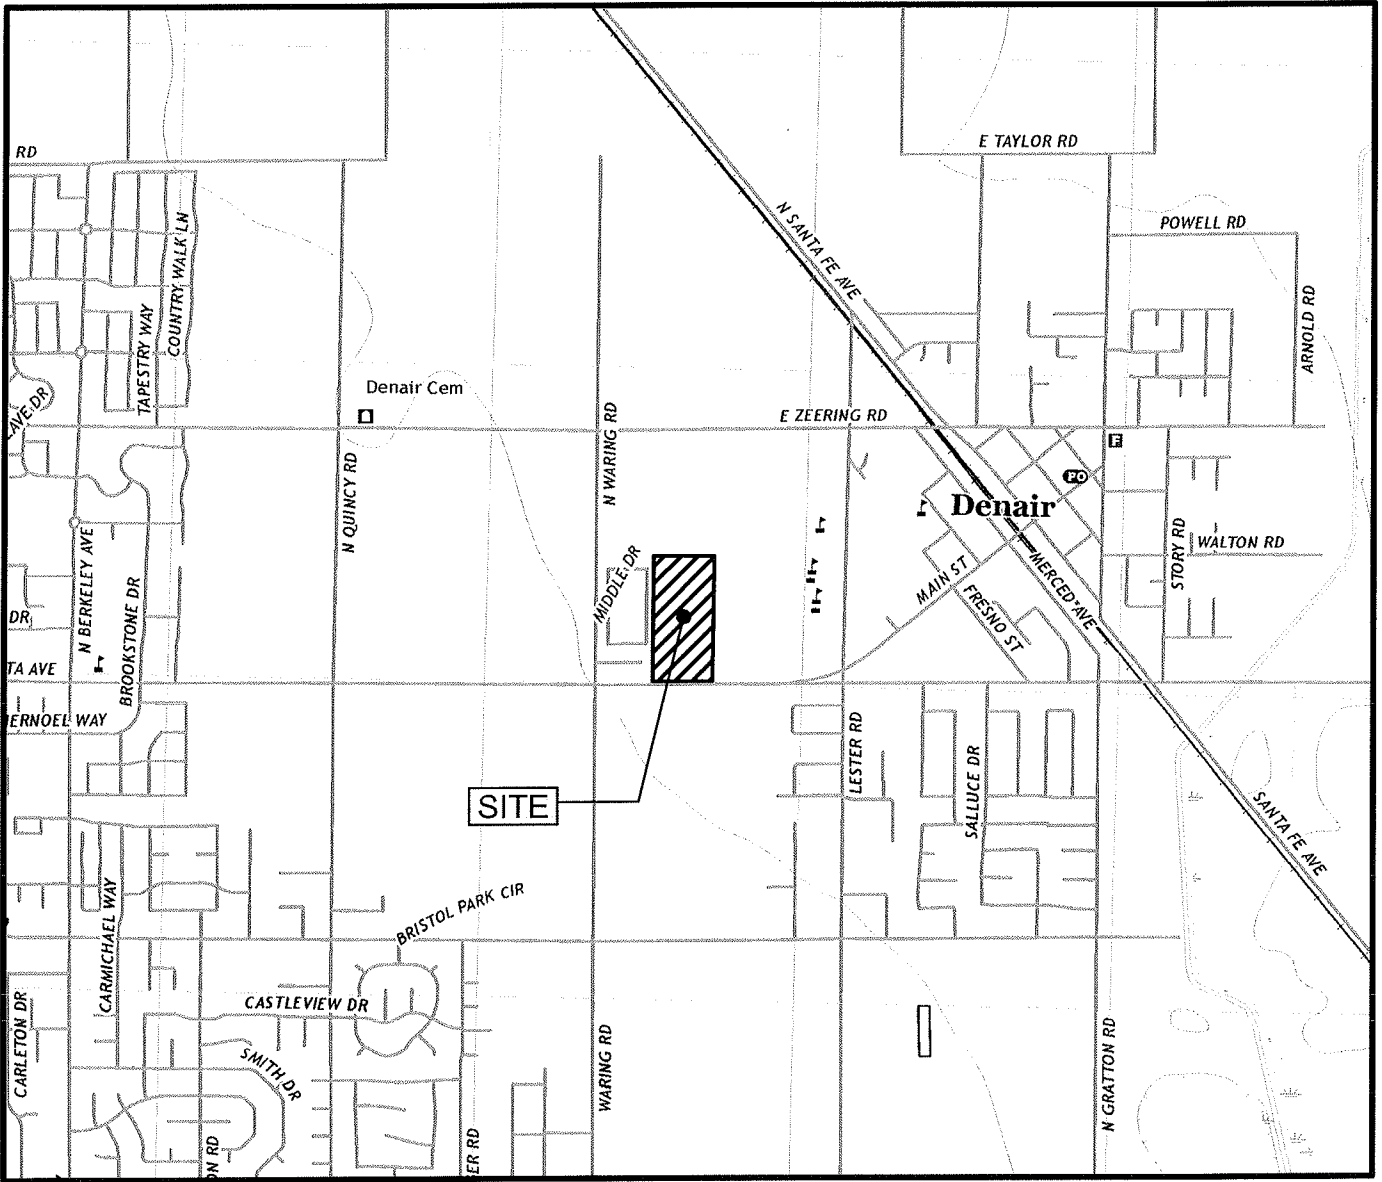 RD
E TAYLOR RD
POWELL RD
N SANTA FE AVE
COUNTRY WALK LN
TAPESTRY WAY
ARNOLD RD
Denair Cem
AVE DR
N WARING RD
E ZEERING RD
F
N QUINCY RD
PO
Denair
STORY RD
WALTON RD
N BERKELEY AVE
BROOKSTONE DR
MIDDLE DR
MAIN ST
MERCED AVE
FRESNO ST
DR
TA AVE
ERNOEL WAY
LESTER RD
SALLUCE DR
SITE
SANTA FE AVE
CARMICHAEL WAY
BRISTOL PARK CIR
CARLETON DR
CASTLEVIEW DR
SMITH DR
WARING RD
N GRATTON RD
ON RD
ER RD